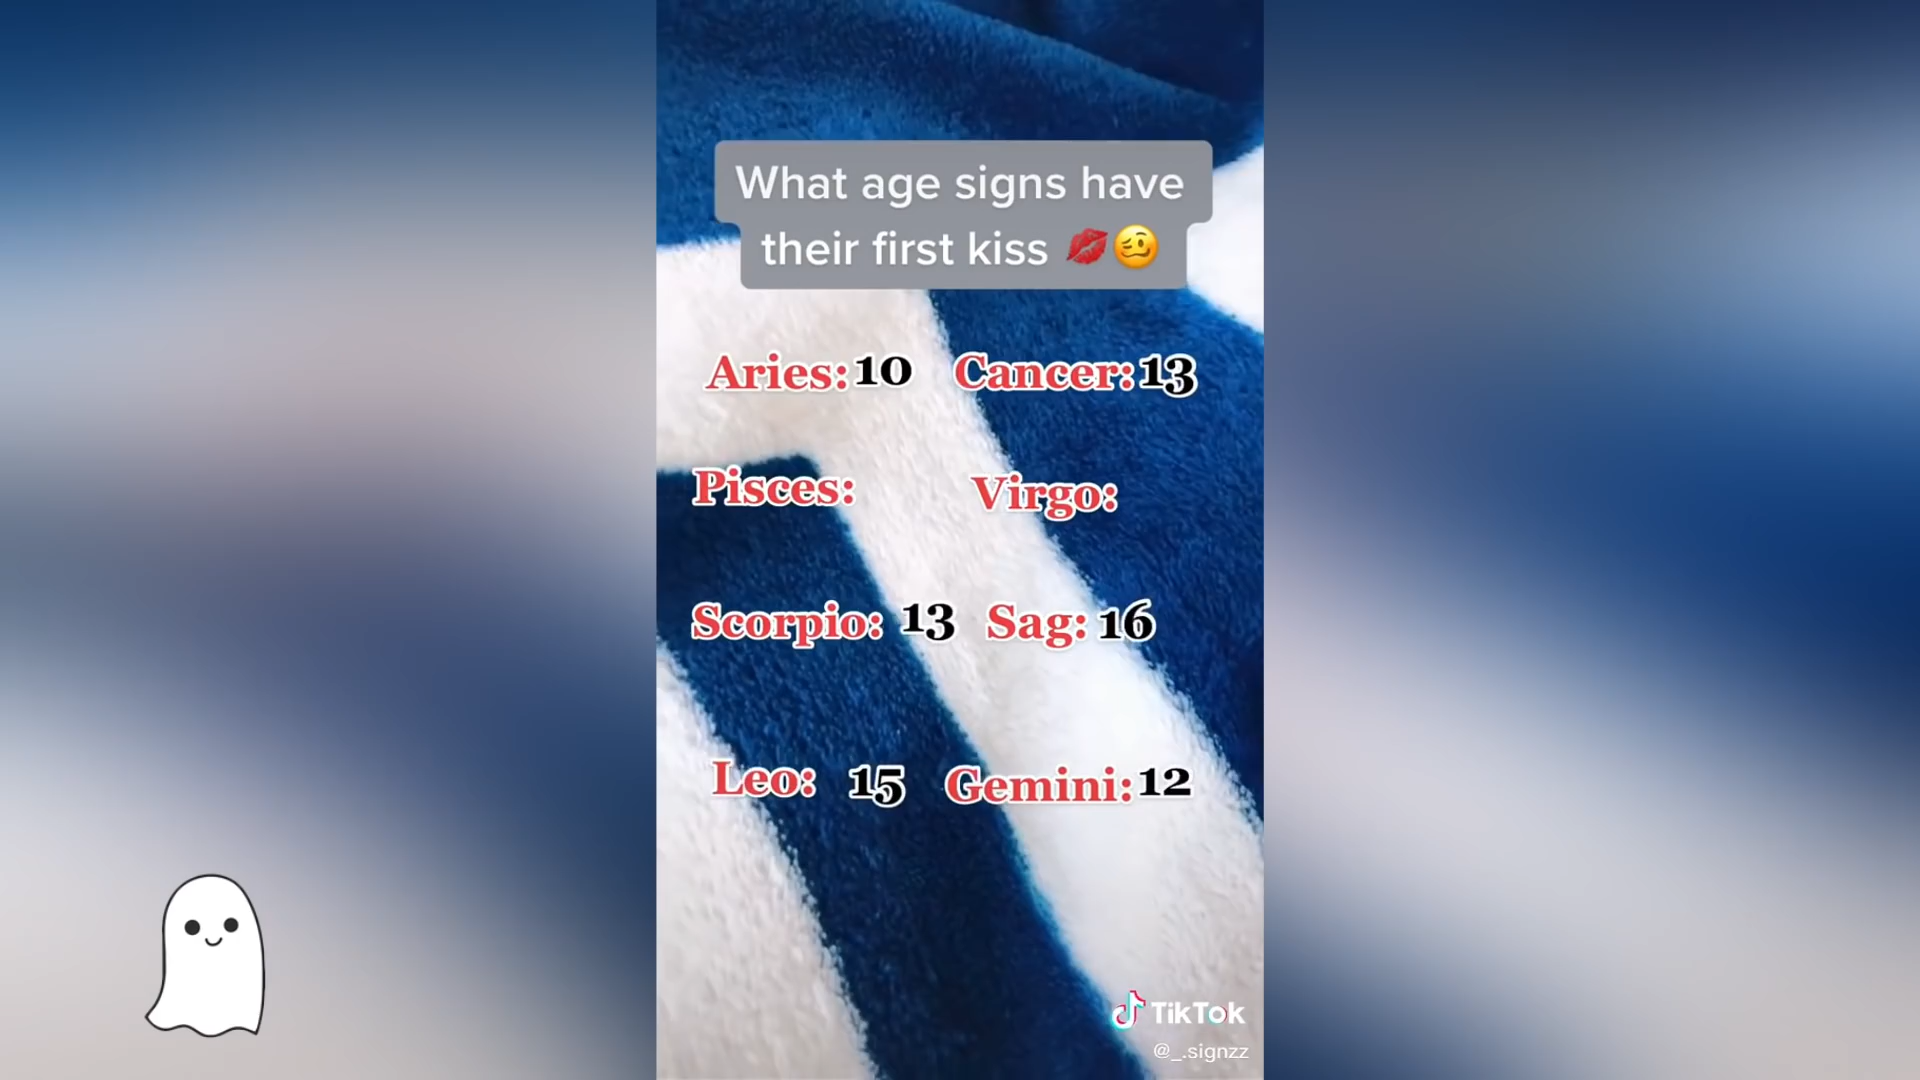 What age signs have
their first kiss 💋🥴
Aries: 10 Cancer: 13
Pisces: Virgo:
Scorpio: 13 Sag: 16
Leo: 15 Gemini: 12
TikTok
@_.signzz